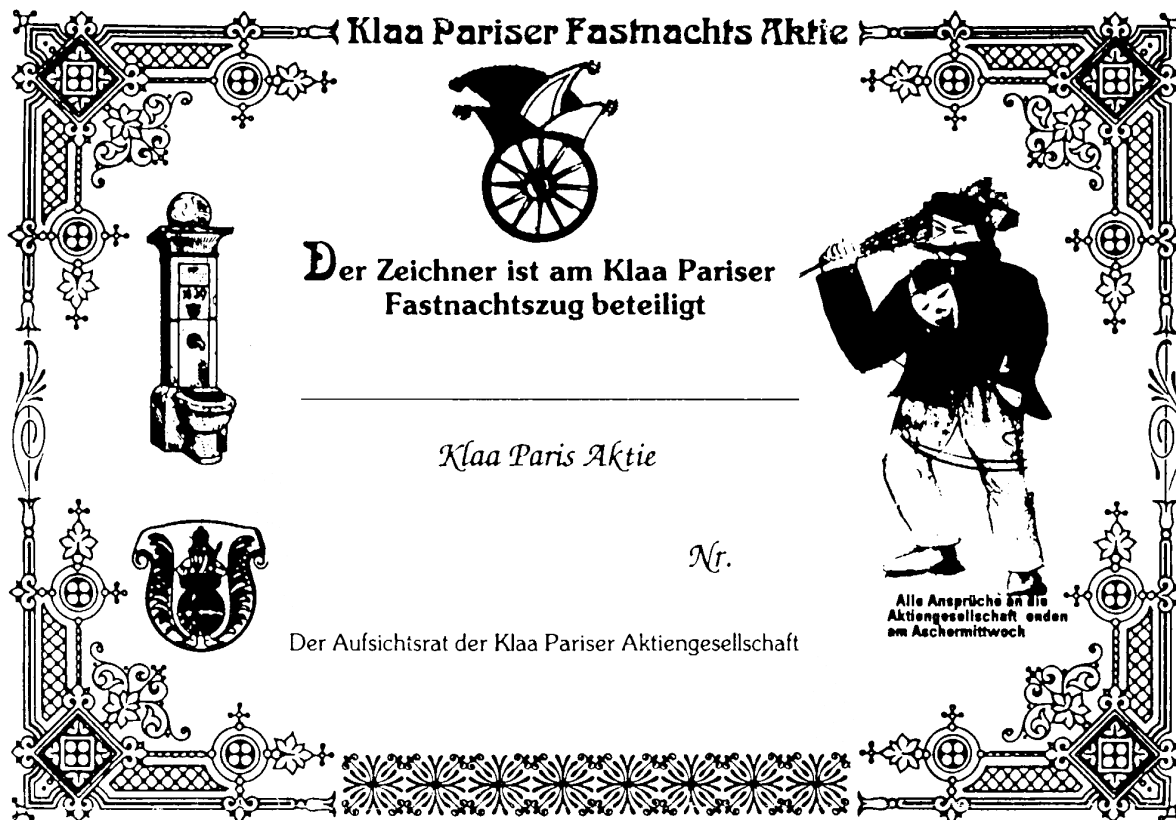 Klaa Pariser Fastnachts Aktie
Der Zeichner ist am Klaa Pariser
Fastnachtszug beteiligt
Klaa Paris Aktie
Nr.
Alle Ansprüche an die
Aktiengesellschaft enden
am Aschermittwoch
Der Aufsichtsrat der Klaa Pariser Aktiengesellschaft